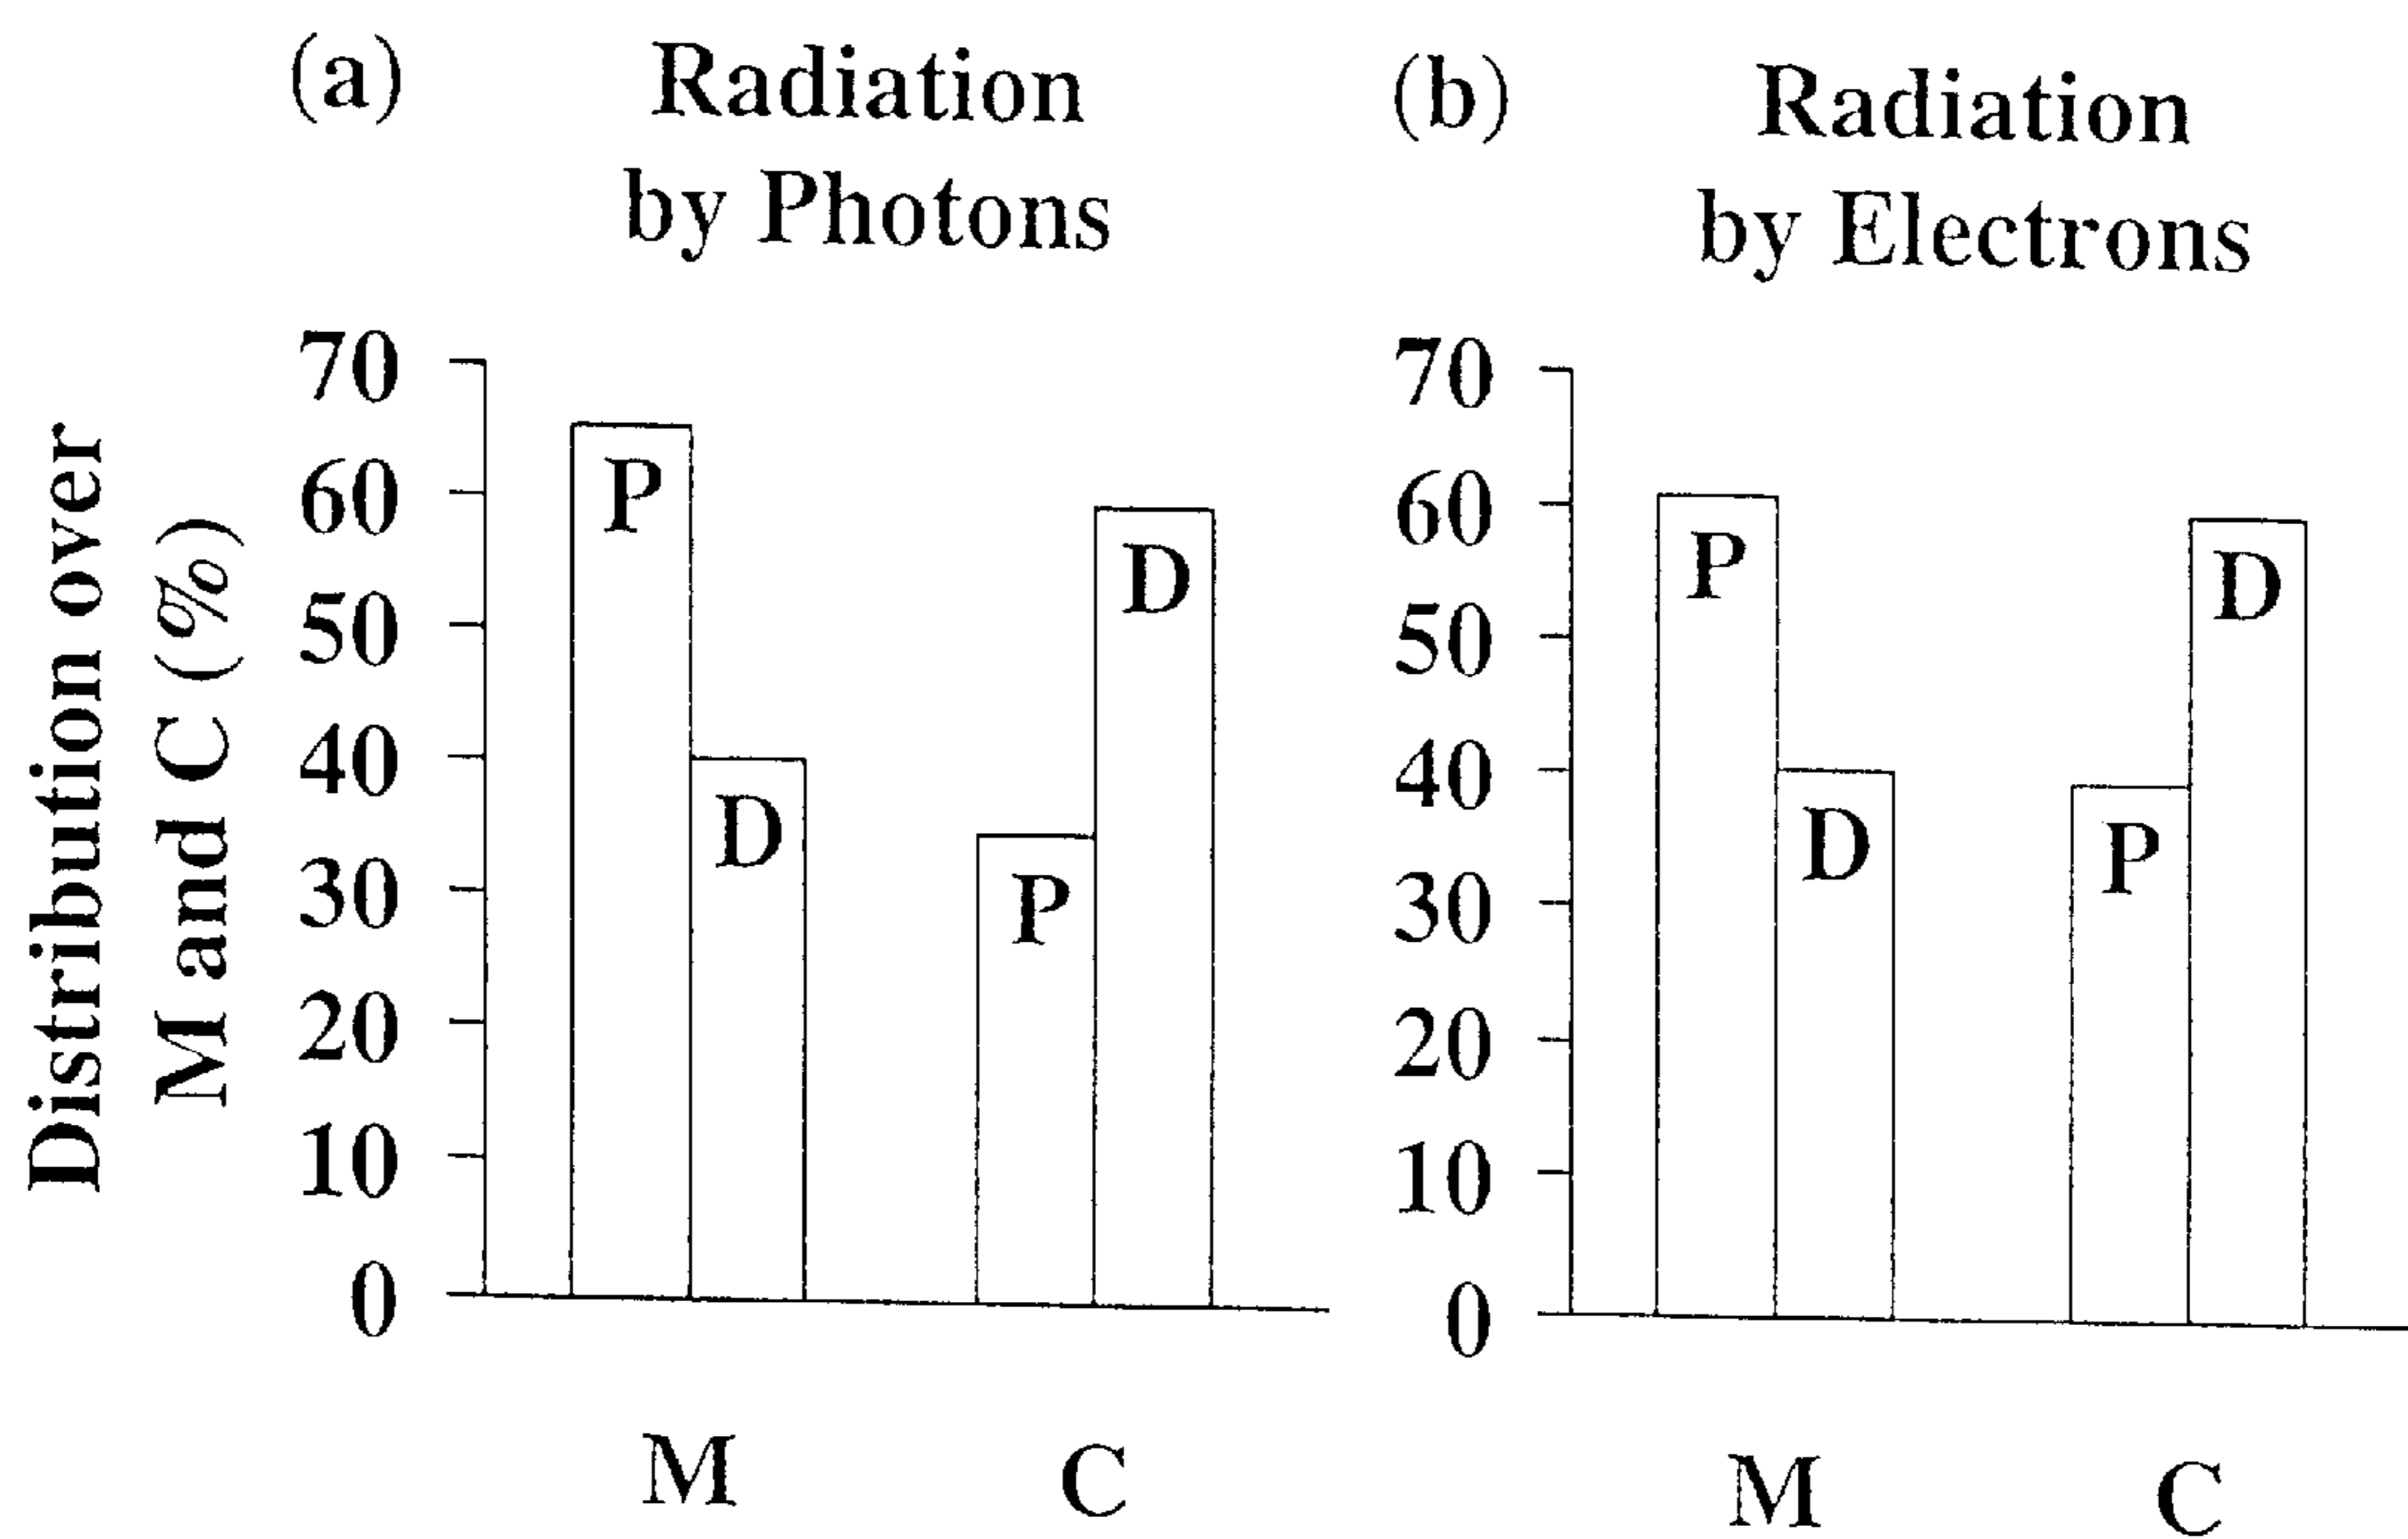 (a) Radiation
by Photons
Distribution over
M and C (%)
70
60
50
40
30
20
10
0
P
D
P
D
M C
(b) Radiation
by Electrons
70
60
50
40
30
20
10
0
P
D
P
D
M C